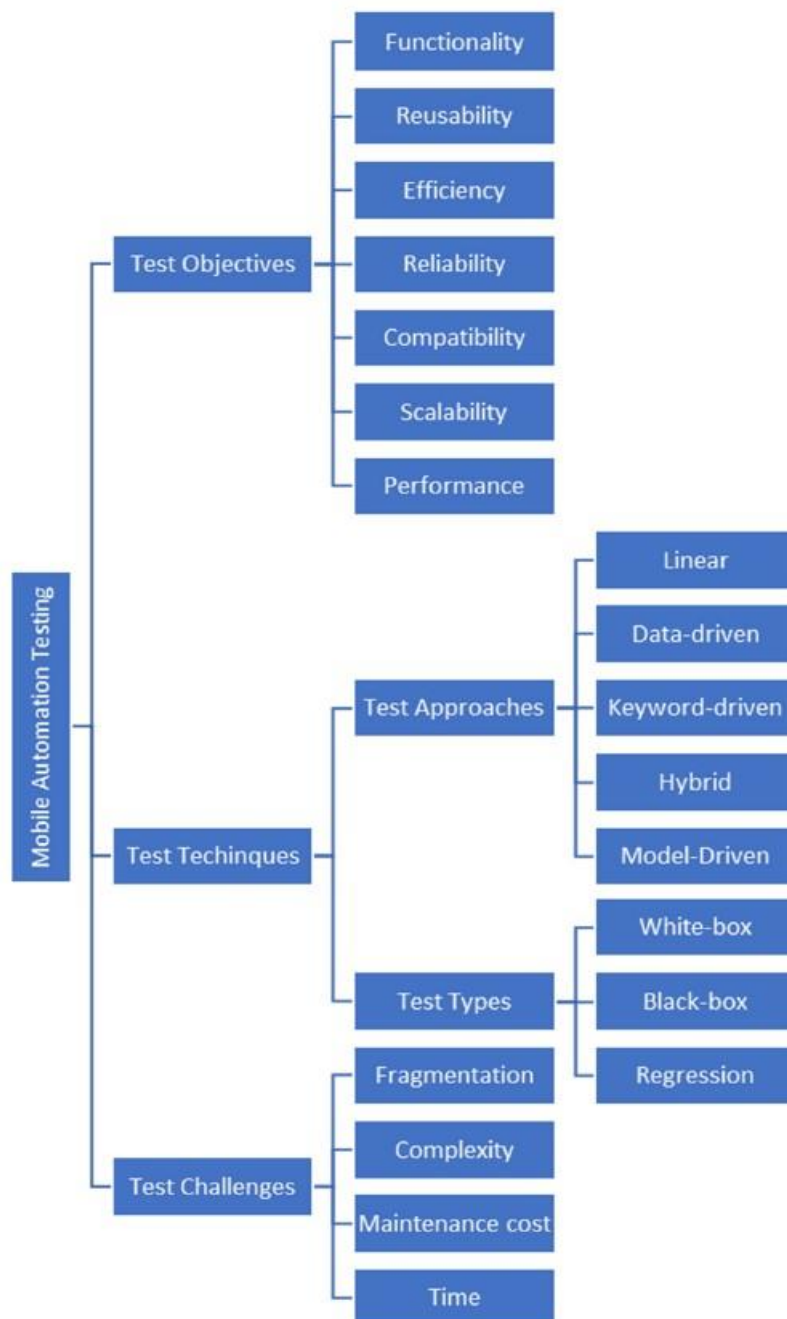 Mobile Automation Testing
Test Objectives
Functionality
Reusability
Efficiency
Reliability
Compatibility
Scalability
Performance
Test Techinques
Test Approaches
Linear
Data-driven
Keyword-driven
Hybrid
Model-Driven
Test Types
White-box
Black-box
Regression
Test Challenges
Fragmentation
Complexity
Maintenance cost
Time